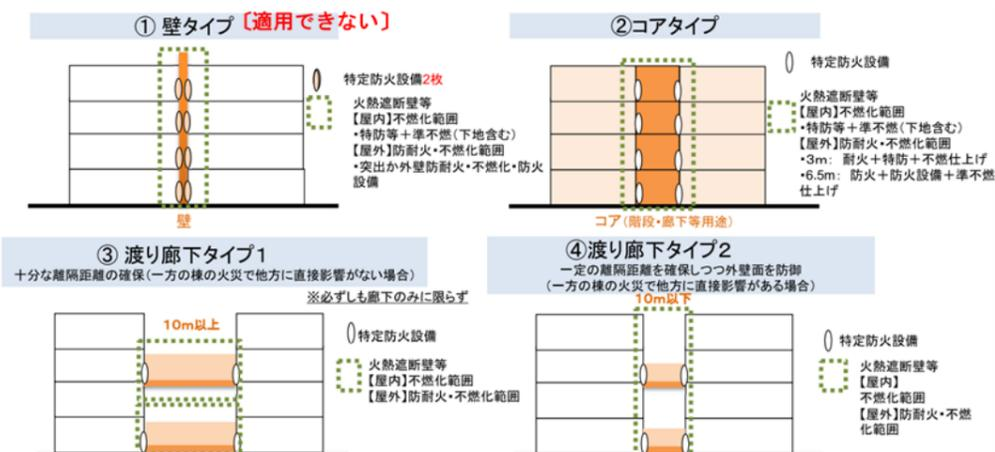 ① 壁タイプ〔適用できない〕
特定防火設備2枚
火熱遮断壁等
【屋内】不燃化範囲
・特防等＋準不燃（下地含む）
【屋外】防耐火・不燃化範囲
・突出か外壁防耐火・不燃化・防火
設備
壁
②コアタイプ
特定防火設備
火熱遮断壁等
【屋内】不燃化範囲
・特防等＋準不燃（下地含む）
【屋外】防耐火・不燃化範囲
・3m： 耐火＋特防＋不燃仕上げ
・6.5m： 防火＋防火設備＋準不燃
仕上げ
コア（階段・廊下等用途）
③ 渡り廊下タイプ1
十分な離隔距離の確保（一方の棟の火災で他方に直接影響がない場合）
※必ずしも廊下のみに限らず
10m以上
特定防火設備
火熱遮断壁等
【屋内】不燃化範囲
【屋外】防耐火・不燃化範囲
④渡り廊下タイプ2
一定の離隔距離を確保しつつ外壁面を防御
（一方の棟の火災で他方に直接影響がある場合）
10m以下
特定防火設備
火熱遮断壁等
【屋内】
不燃化範囲
【屋外】防耐火・不燃
化範囲